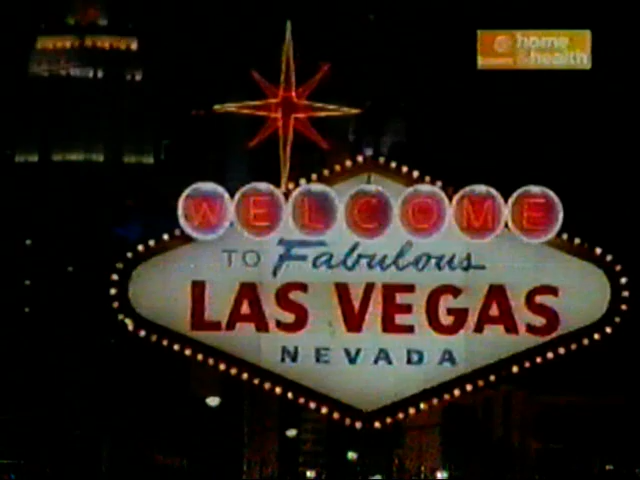 home
&health
WELCOME
TO Fabulous
LAS VEGAS
NEVADA